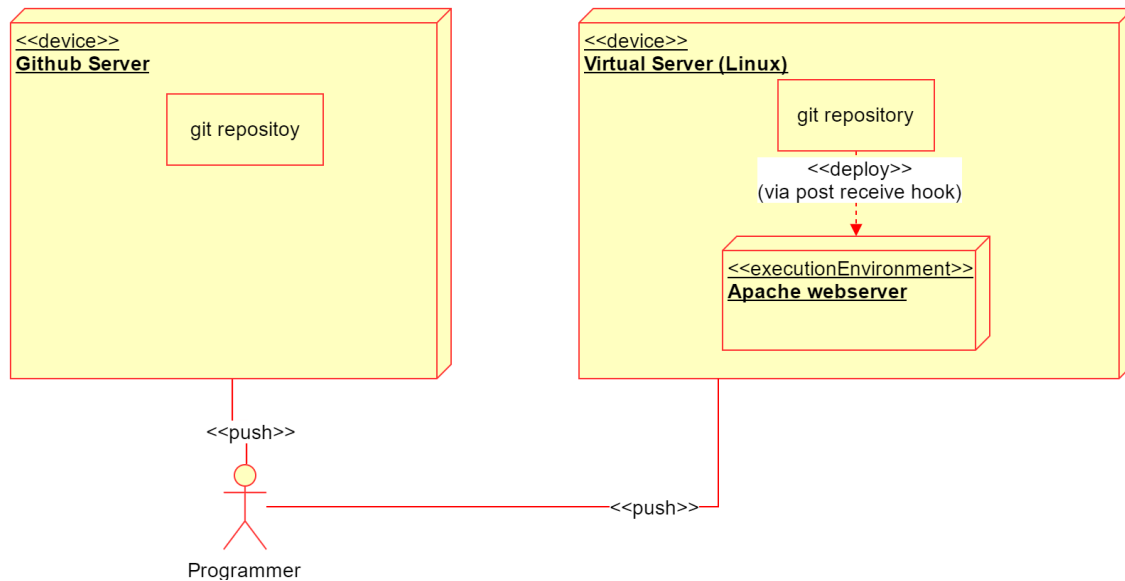 <<device>>
Github Server
git repositoy
<<device>>
Virtual Server (Linux)
git repository
<<deploy>>
(via post receive hook)
<<executionEnvironment>>
Apache webserver
<<push>>
<<push>>
Programmer